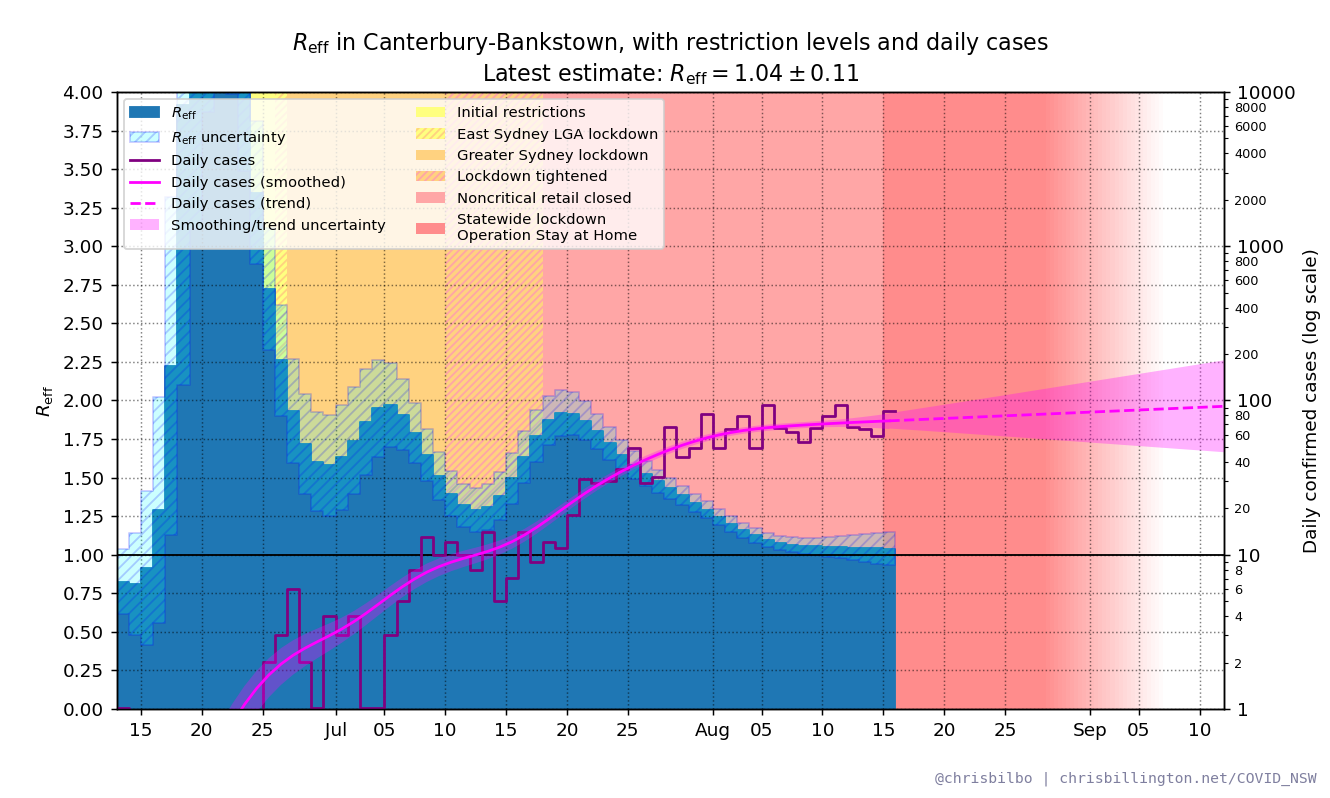 R_eff in Canterbury-Bankstown, with restriction levels and daily cases
Latest estimate: R_eff = 1.04 ± 0.11
4.00
3.75
3.50
3.25
3.00
2.75
2.50
2.25
2.00
1.75
1.50
1.25
1.00
0.75
0.50
0.25
0.00
R_eff
R_eff
R_eff uncertainty
Daily cases
Daily cases (smoothed)
Daily cases (trend)
Smoothing/trend uncertainty
Initial restrictions
East Sydney LGA lockdown
Greater Sydney lockdown
Lockdown tightened
Noncritical retail closed
Statewide lockdown
Operation Stay at Home
10000
8000
6000
4000
2000
1000
800
600
400
200
100
80
60
40
20
10
8
6
4
2
1
Daily confirmed cases (log scale)
15 20 25 Jul 05 10 15 20 25 Aug 05 10 15 20 25 Sep 05 10
@chrisbilbo | chrisbillington.net/COVID_NSW